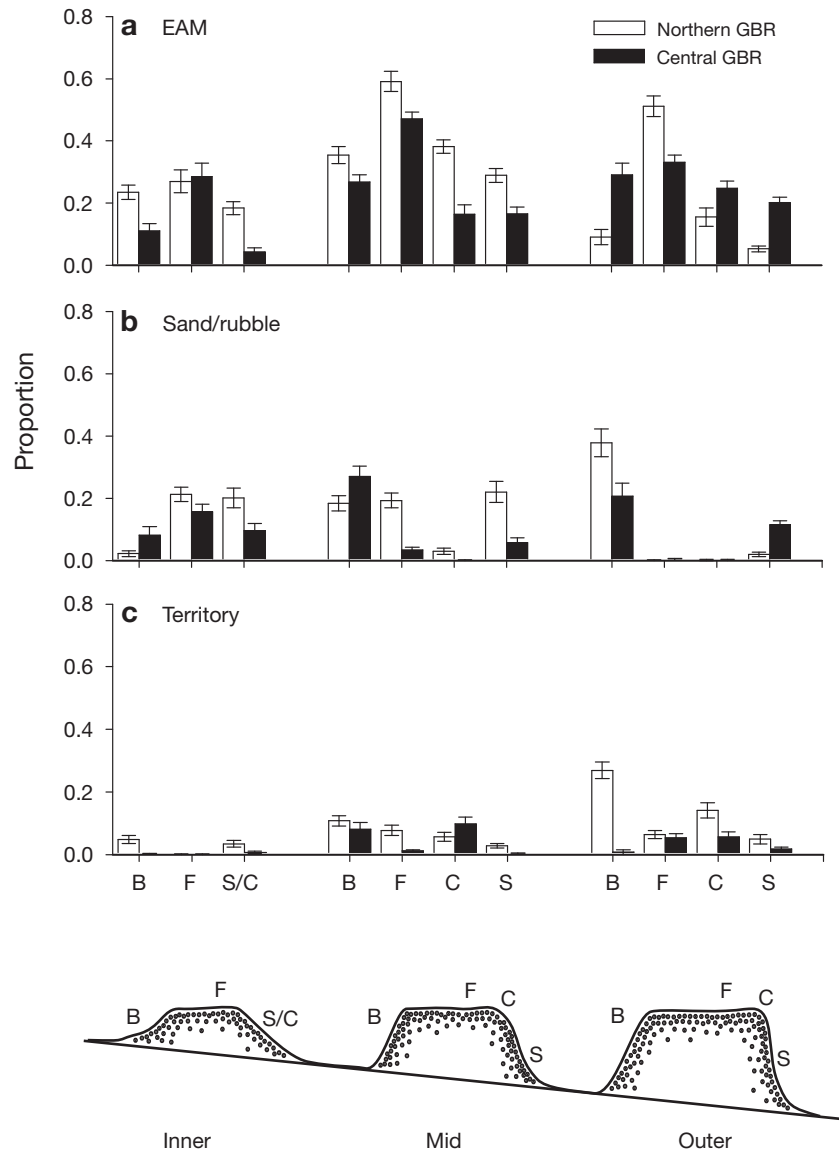 a EAM
Northern GBR
Central GBR
0.8
0.6
0.4
0.2
0.0
b Sand/rubble
0.8
0.6
0.4
0.2
0.0
Proportion
c Territory
0.8
0.6
0.4
0.2
0.0
B F S/C B F C S B F C S
B F S/C B F C S B F C S
Inner Mid Outer